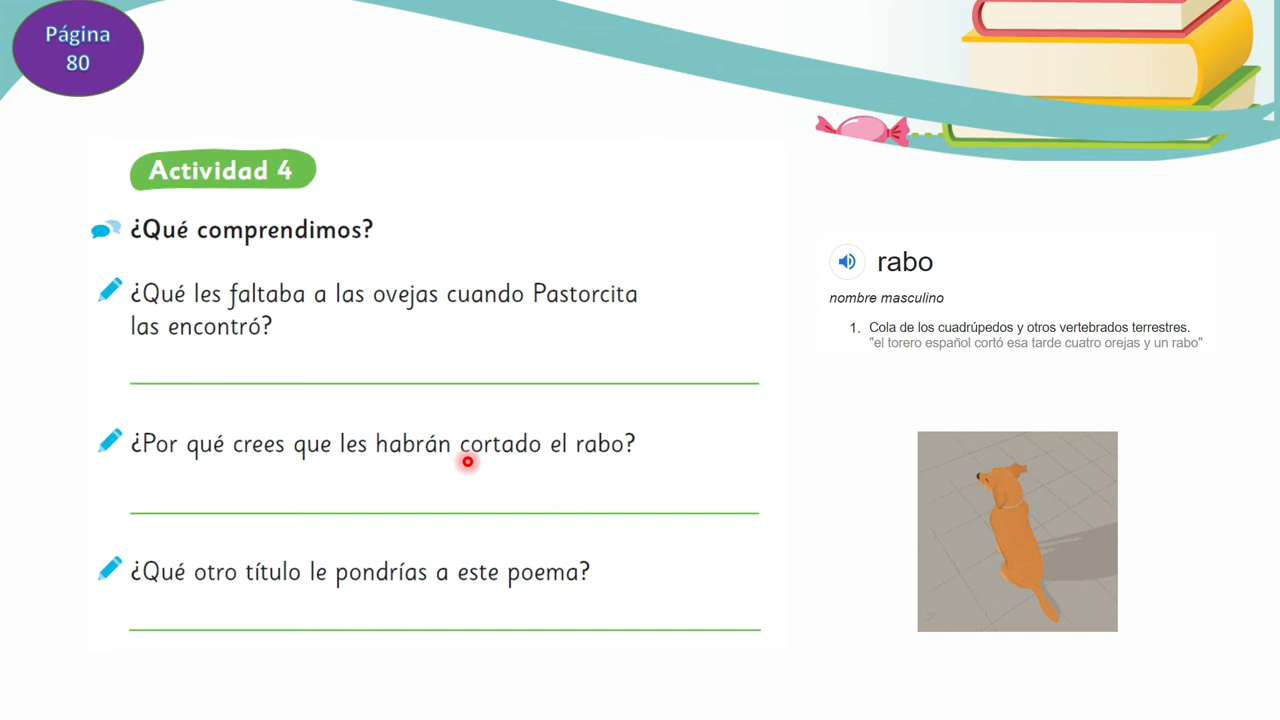 Página
80
Actividad 4
¿Qué comprendimos?
¿Qué les faltaba a las ovejas cuando Pastorcita
las encontró?
¿Por qué crees que les habrán cortado el rabo?
¿Qué otro título le pondrías a este poema?
rabo
nombre masculino
1. Cola de los cuadrúpedos y otros vertebrados terrestres.
"el torero español cortó esa tarde cuatro orejas y un rabo"